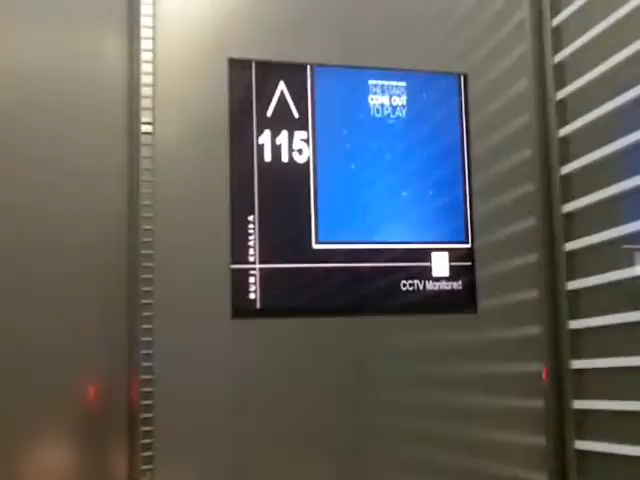 THE STARS
COME OUT
TO PLAY
115
BURJ KHALIFA
CCTV Monitored